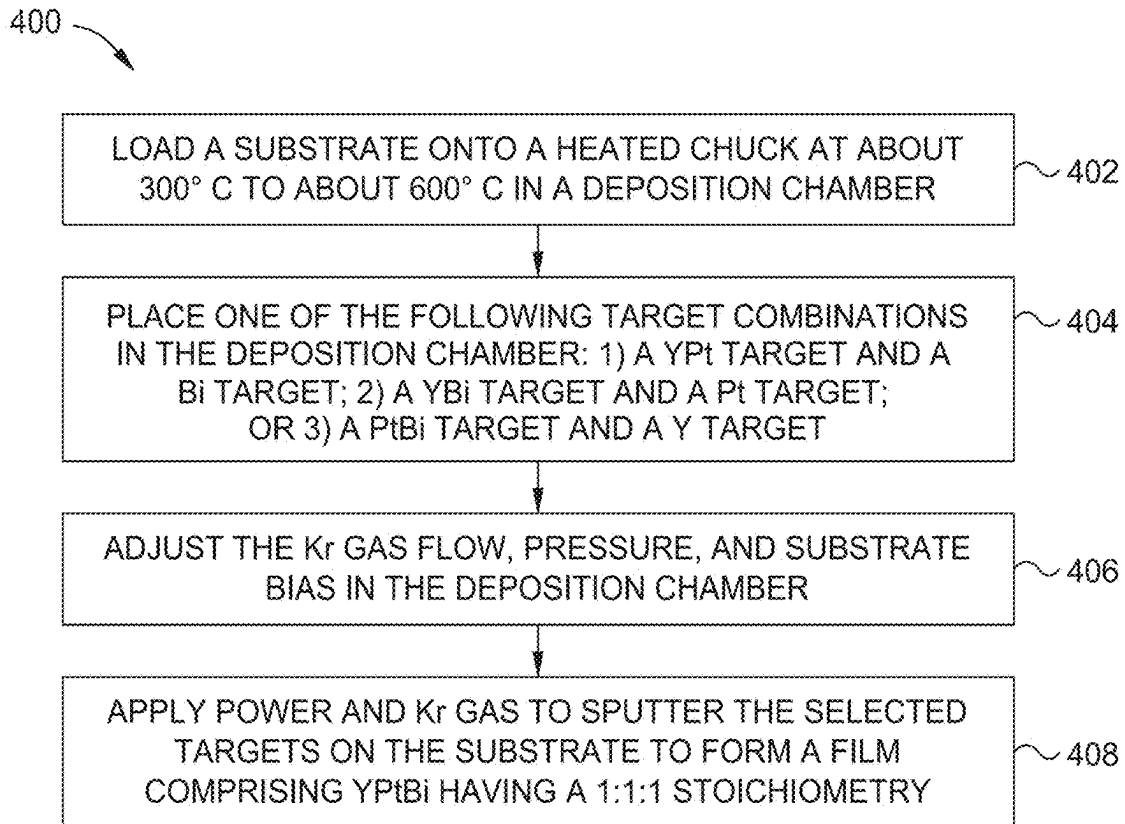 400
LOAD A SUBSTRATE ONTO A HEATED CHUCK AT ABOUT
300° C TO ABOUT 600° C IN A DEPOSITION CHAMBER
402
PLACE ONE OF THE FOLLOWING TARGET COMBINATIONS
IN THE DEPOSITION CHAMBER: 1) A YPt TARGET AND A
Bi TARGET; 2) A YBi TARGET AND A Pt TARGET;
OR 3) A PtBi TARGET AND A Y TARGET
404
ADJUST THE Kr GAS FLOW, PRESSURE, AND SUBSTRATE
BIAS IN THE DEPOSITION CHAMBER
406
APPLY POWER AND Kr GAS TO SPUTTER THE SELECTED
TARGETS ON THE SUBSTRATE TO FORM A FILM
COMPRISING YPtBi HAVING A 1:1:1 STOICHIOMETRY
408